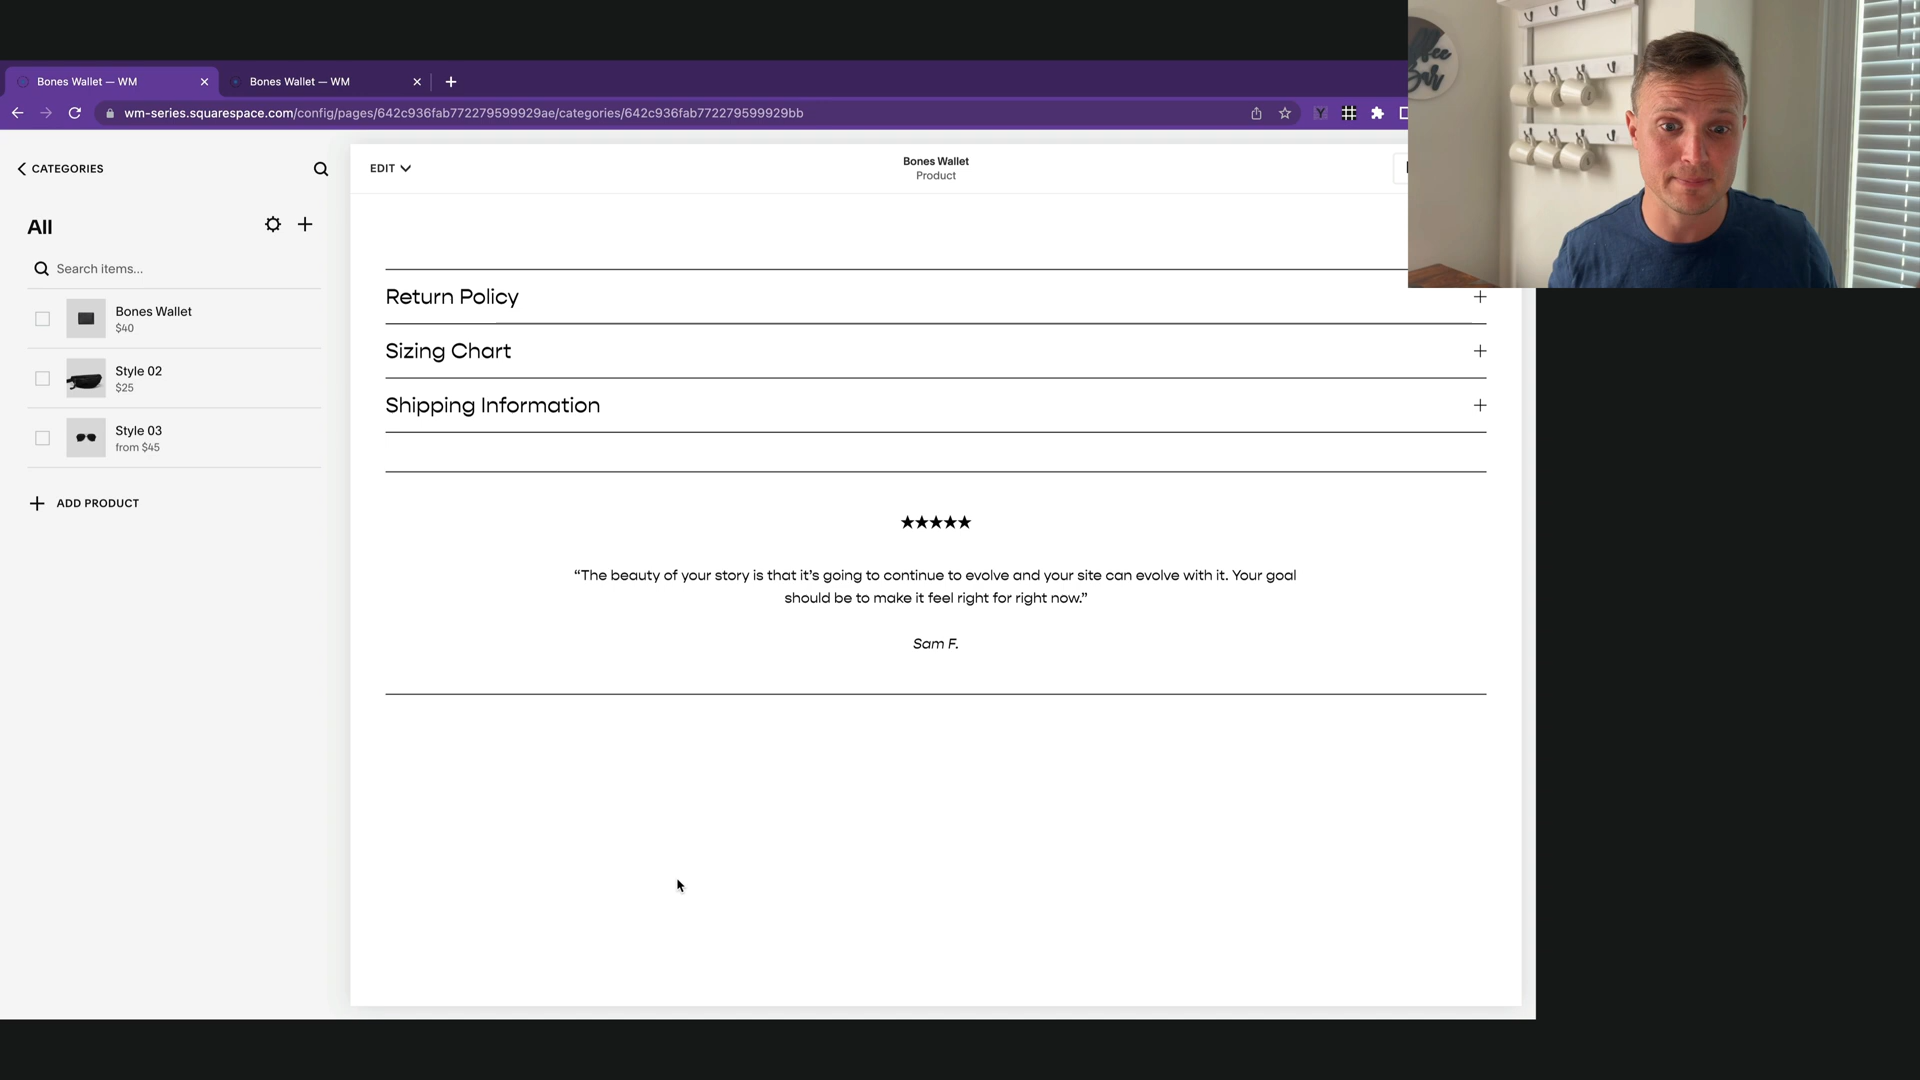 Bones Wallet — WM
Bones Wallet — WM
wm-series.squarespace.com/config/pages/642c936fab772279599929ae/categories/642c936fab772279599929bb
CATEGORIES
EDIT
Bones Wallet
Product
All
Search items...
Bones Wallet
$40
Style 02
$25
Style 03
from $45
ADD PRODUCT
Return Policy
Sizing Chart
Shipping Information
★★★★★
“The beauty of your story is that it’s going to continue to evolve and your site can evolve with it. Your goal
should be to make it feel right for right now.”
Sam F.
Bar